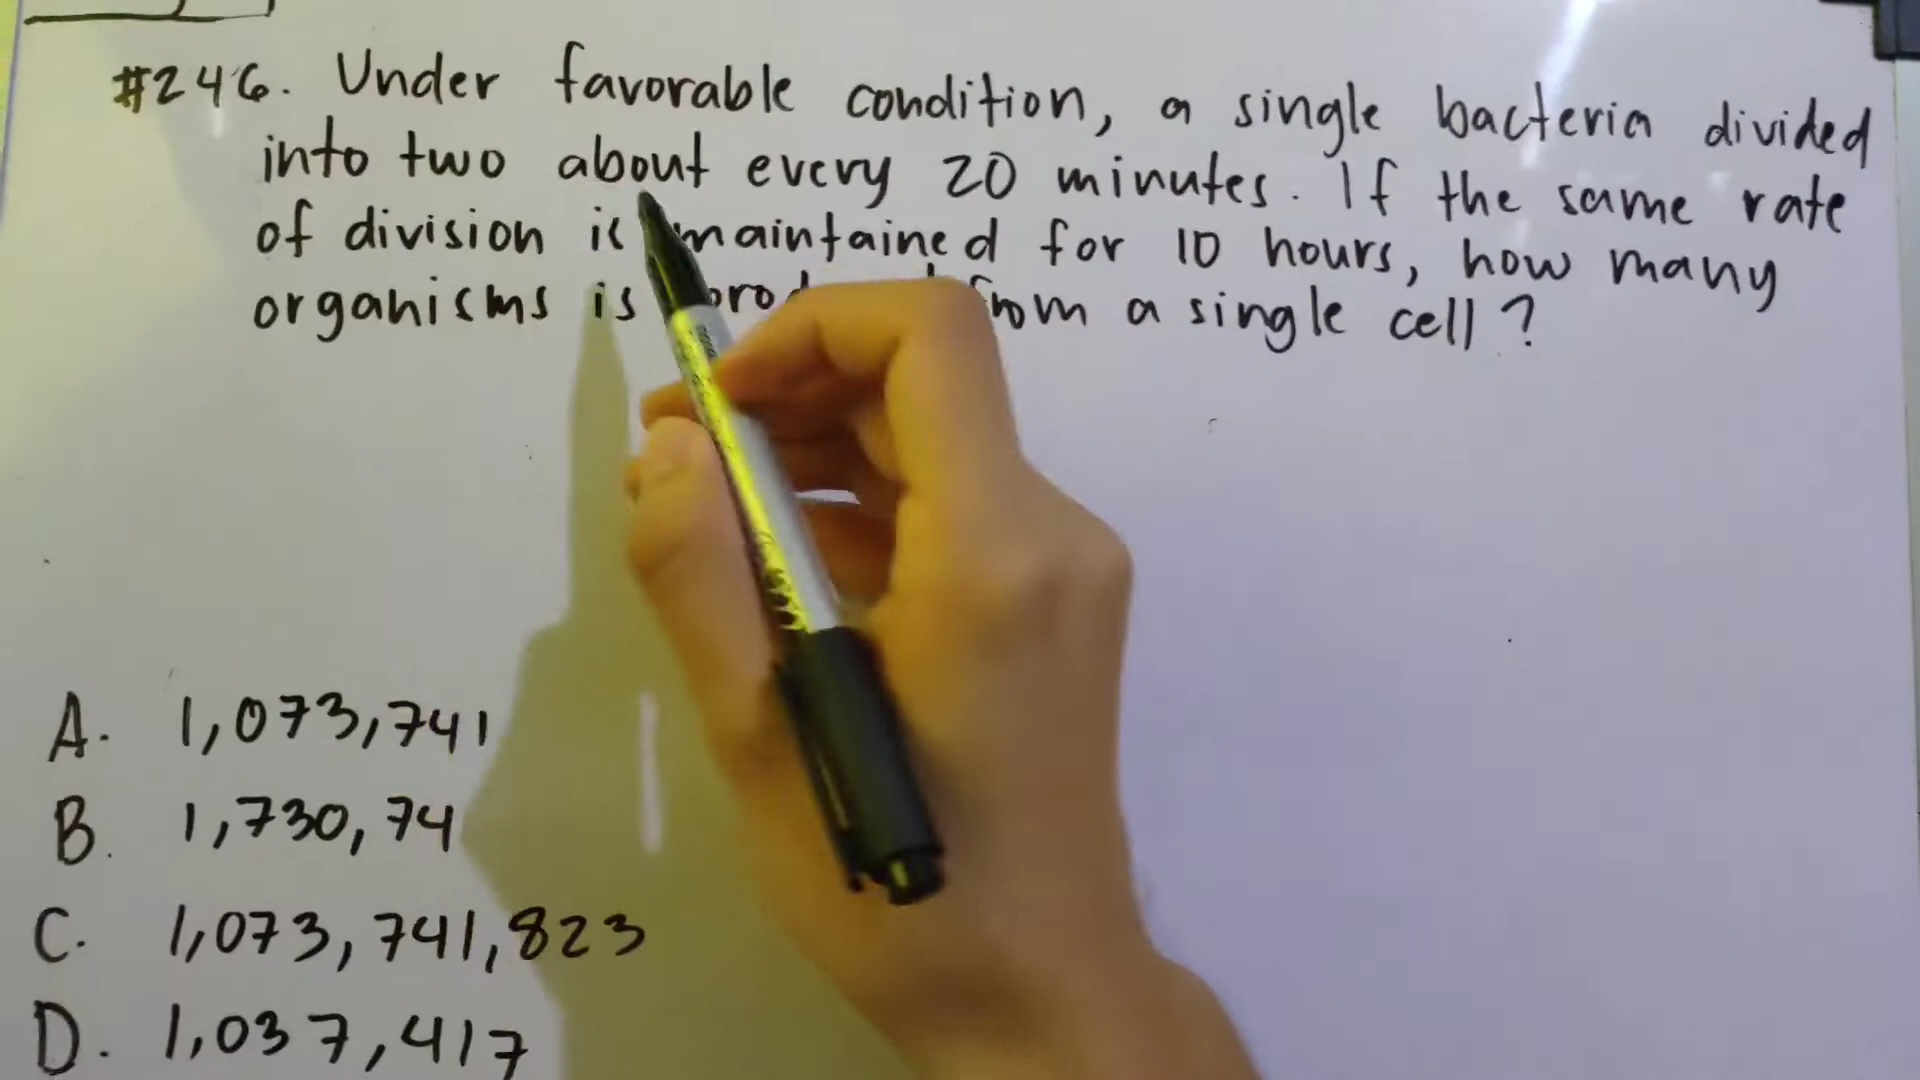 #246. Under favorable condition, a single bacteria divided
into two about every 20 minutes. If the same rate
of division is maintained for 10 hours, how many
organisms is from a single cell?
A. 1,073,741
B. 1,730,74
C. 1,073,741,823
D. 1,037,417